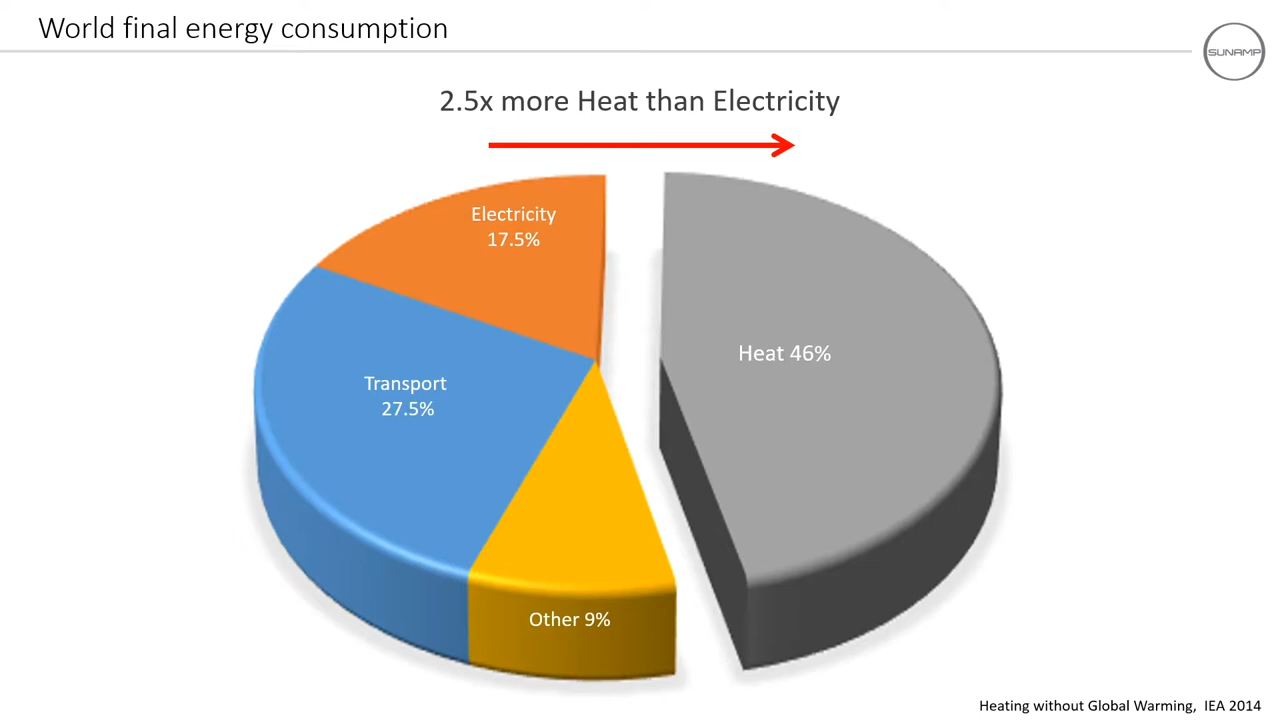 World final energy consumption
SUNAMP
2.5x more Heat than Electricity
Electricity
17.5%
Heat 46%
Transport
27.5%
Other 9%
Heating without Global Warming, IEA 2014